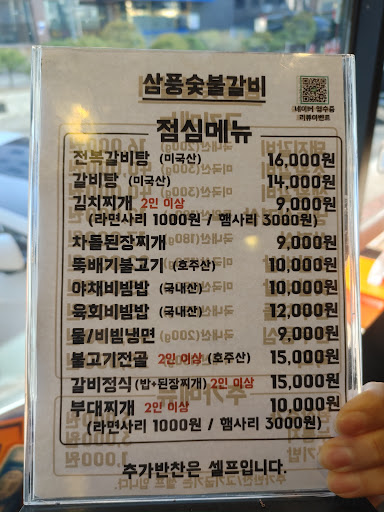 삼풍숯불갈비
네이버 영수증
리뷰이벤트
점심메뉴
전복갈비탕 (미국산) 16,000원
갈비탕 (미국산) 14,000원
김치찌개 2인 이상 9,000원
(라면사리 1000원 / 햄사리 3000원)
차돌된장찌개 9,000원
뚝배기불고기 (호주산) 10,000원
야채비빔밥 (국내산) 10,000원
육회비빔밥 (국내산) 12,000원
물/비빔냉면 9,000원
불고기전골 2인 이상 (호주산) 15,000원
갈비정식 (밥+된장찌개) 2인 이상 15,000원
부대찌개 2인 이상 10,000원
(라면사리 1000원 / 햄사리 3000원)
추가반찬은 셀프입니다.